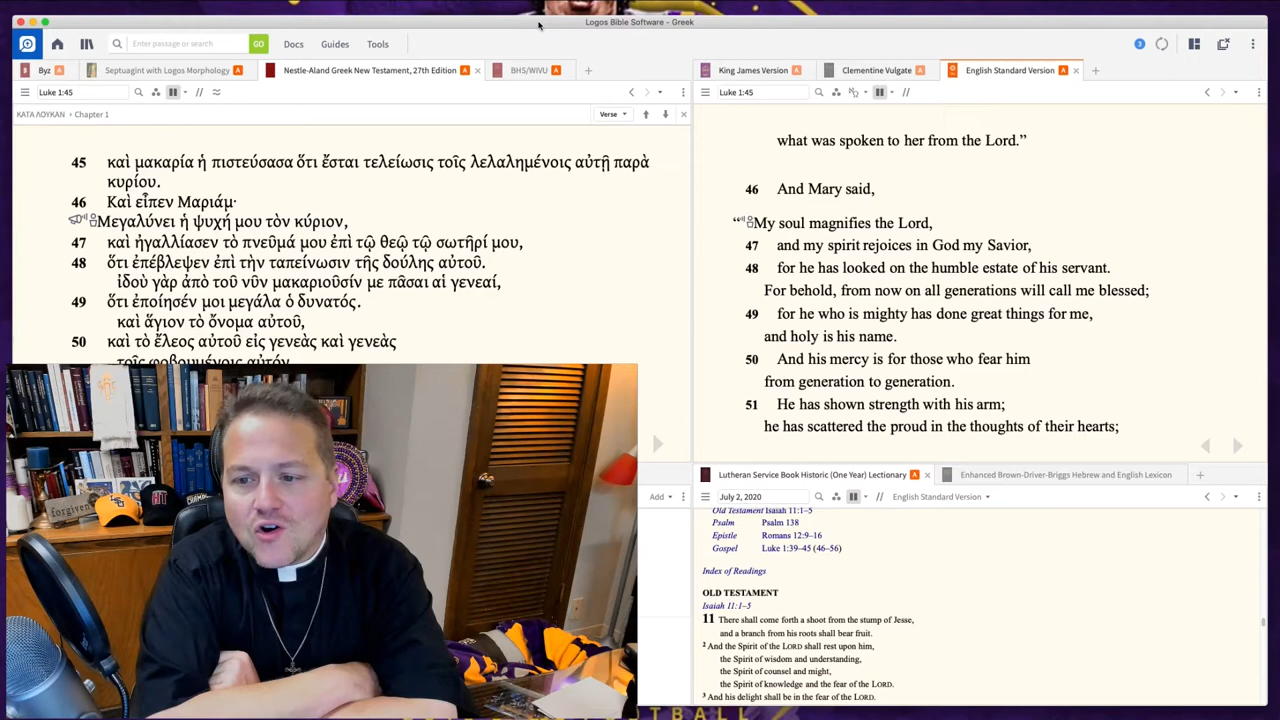 Logos Bible Software - Greek
Enter passage or search
GO
Docs
Guides
Tools
3
Byz A
Septuagint with Logos Morphology A
Nestle-Aland Greek New Testament, 27th Edition A ×
BHS/WIVU A
+
Luke 1:45
ΚΑΤΑ ΛΟΥΚΑΝ › Chapter 1
Verse
45 καὶ μακαρία ἡ πιστεύσασα ὅτι ἔσται τελείωσις τοῖς λελαλημένοις αὐτῇ παρὰ
κυρίου.
46 Καὶ εἶπεν Μαριάμ·
Μεγαλύνει ἡ ψυχή μου τὸν κύριον,
47 καὶ ἠγαλλίασεν τὸ πνεῦμά μου ἐπὶ τῷ θεῷ τῷ σωτῆρί μου,
48 ὅτι ἐπέβλεψεν ἐπὶ τὴν ταπείνωσιν τῆς δούλης αὐτοῦ.
ἰδοὺ γὰρ ἀπὸ τοῦ νῦν μακαριοῦσίν με πᾶσαι αἱ γενεαί,
49 ὅτι ἐποίησέν μοι μεγάλα ὁ δυνατός.
καὶ ἅγιον τὸ ὄνομα αὐτοῦ,
50 καὶ τὸ ἔλεος αὐτοῦ εἰς γενεὰς καὶ γενεὰς
τοῖς φοβουμένοις αὐτόν
King James Version A
Clementine Vulgate A
English Standard Version A ×
+
Luke 1:45
what was spoken to her from the Lord.”
46 And Mary said,
“My soul magnifies the Lord,
47 and my spirit rejoices in God my Savior,
48 for he has looked on the humble estate of his servant.
For behold, from now on all generations will call me blessed;
49 for he who is mighty has done great things for me,
and holy is his name.
50 And his mercy is for those who fear him
from generation to generation.
51 He has shown strength with his arm;
he has scattered the proud in the thoughts of their hearts;
Add
Lutheran Service Book Historic (One Year) Lectionary A ×
Enhanced Brown-Driver-Briggs Hebrew and English Lexicon
+
July 2, 2020
English Standard Version
Old Testament Isaiah 11:1–5
Psalm Psalm 138
Epistle Romans 12:9–16
Gospel Luke 1:39–45 (46–56)
Index of Readings
OLD TESTAMENT
Isaiah 11:1–5
11 There shall come forth a shoot from the stump of Jesse,
and a branch from his roots shall bear fruit.
2 And the Spirit of the LORD shall rest upon him,
the Spirit of wisdom and understanding,
the Spirit of counsel and might,
the Spirit of knowledge and the fear of the LORD.
3 And his delight shall be in the fear of the LORD.
forgiven
HT